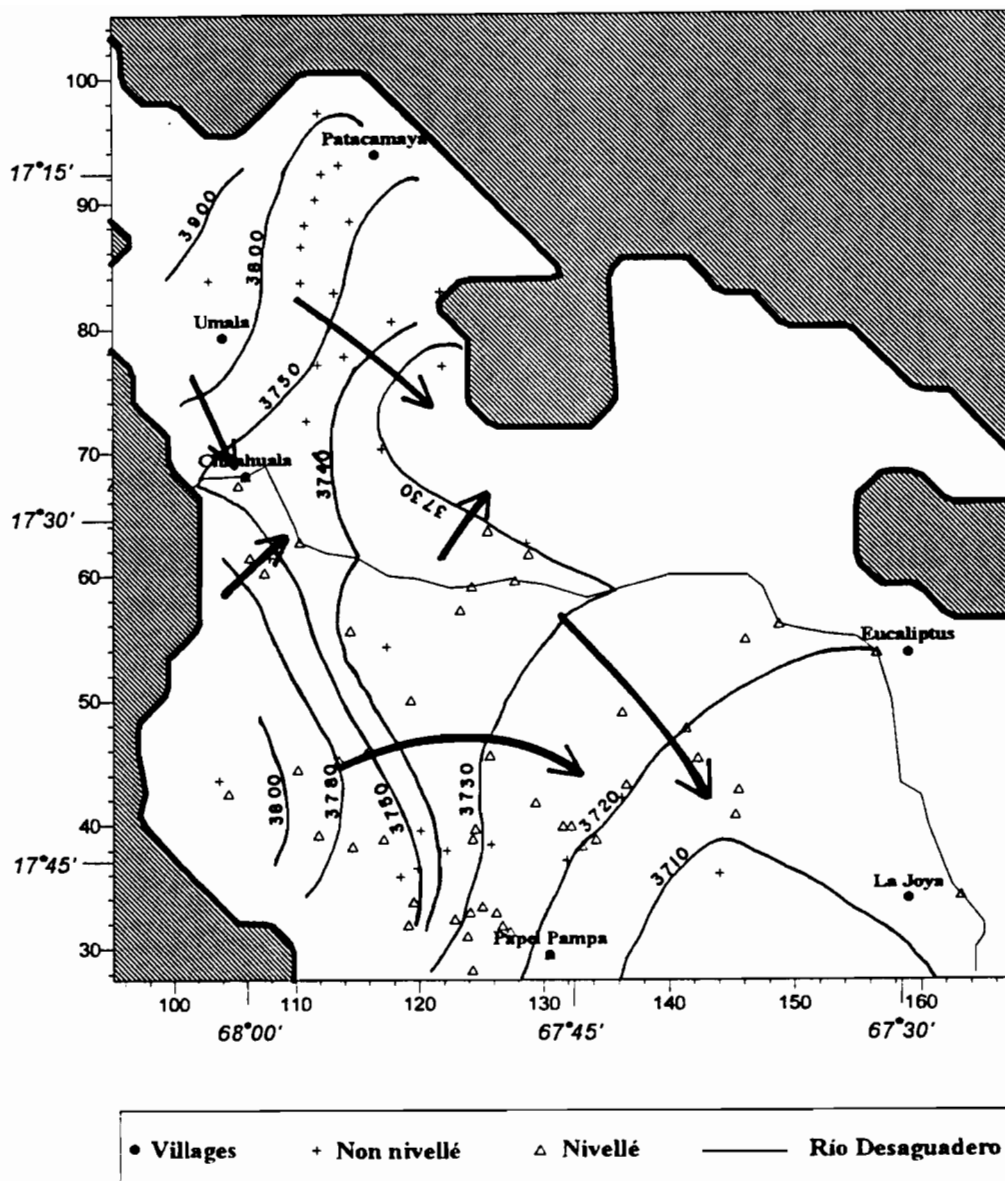 100
Patacamaya
17°15'
90
3900
3800
Umala
80
3750
70
Chilahuala
3740
3730
17°30'
60
Eucaliptus
50
3800
3780
3760
3730
3720
40
17°45'
3710
La Joya
30
Papel Pampa
100 110 120 130 140 150 160
68°00' 67°45' 67°30'
Villages Non nivellé Nivellé Río Desaguadero